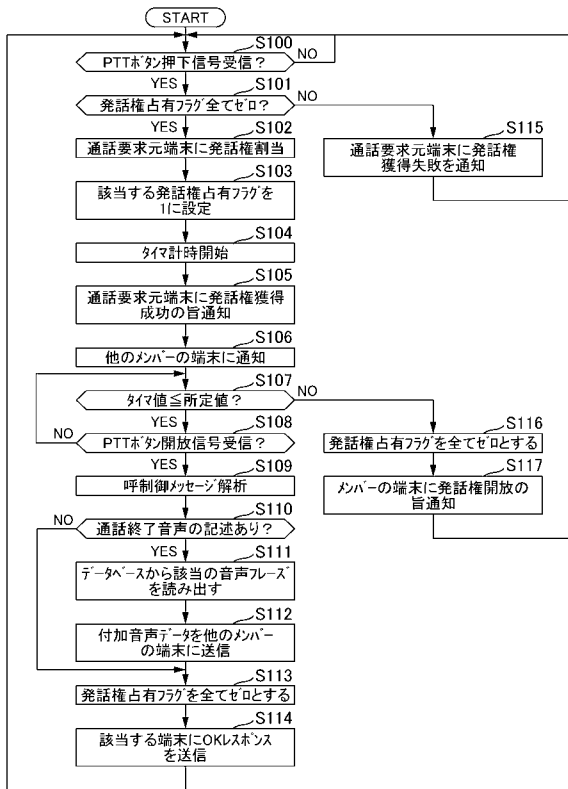 START
S100
PTTボタン押下信号受信？
NO
YES
S101
発話権占有フラグ全てゼロ？
NO
YES
S102
通話要求元端末に発話権割当
S115
通話要求元端末に発話権
獲得失敗を通知
S103
該当する発話権占有フラグを
1に設定
S104
タイマ計時開始
S105
通話要求元端末に発話権獲得
成功の旨通知
S106
他のメンバーの端末に通知
S107
タイマ値≦所定値？
NO
YES
S108
NO
PTTボタン開放信号受信？
YES
S116
発話権占有フラグを全てゼロとする
S117
メンバーの端末に発話権開放の
旨通知
S109
呼制御メッセージ解析
S110
NO
通話終了音声の記述あり？
YES
S111
データベースから該当の音声フレーズ
を読み出す
S112
付加音声データを他のメンバー
の端末に送信
S113
発話権占有フラグを全てゼロとする
S114
該当する端末にOKレスポンス
を送信